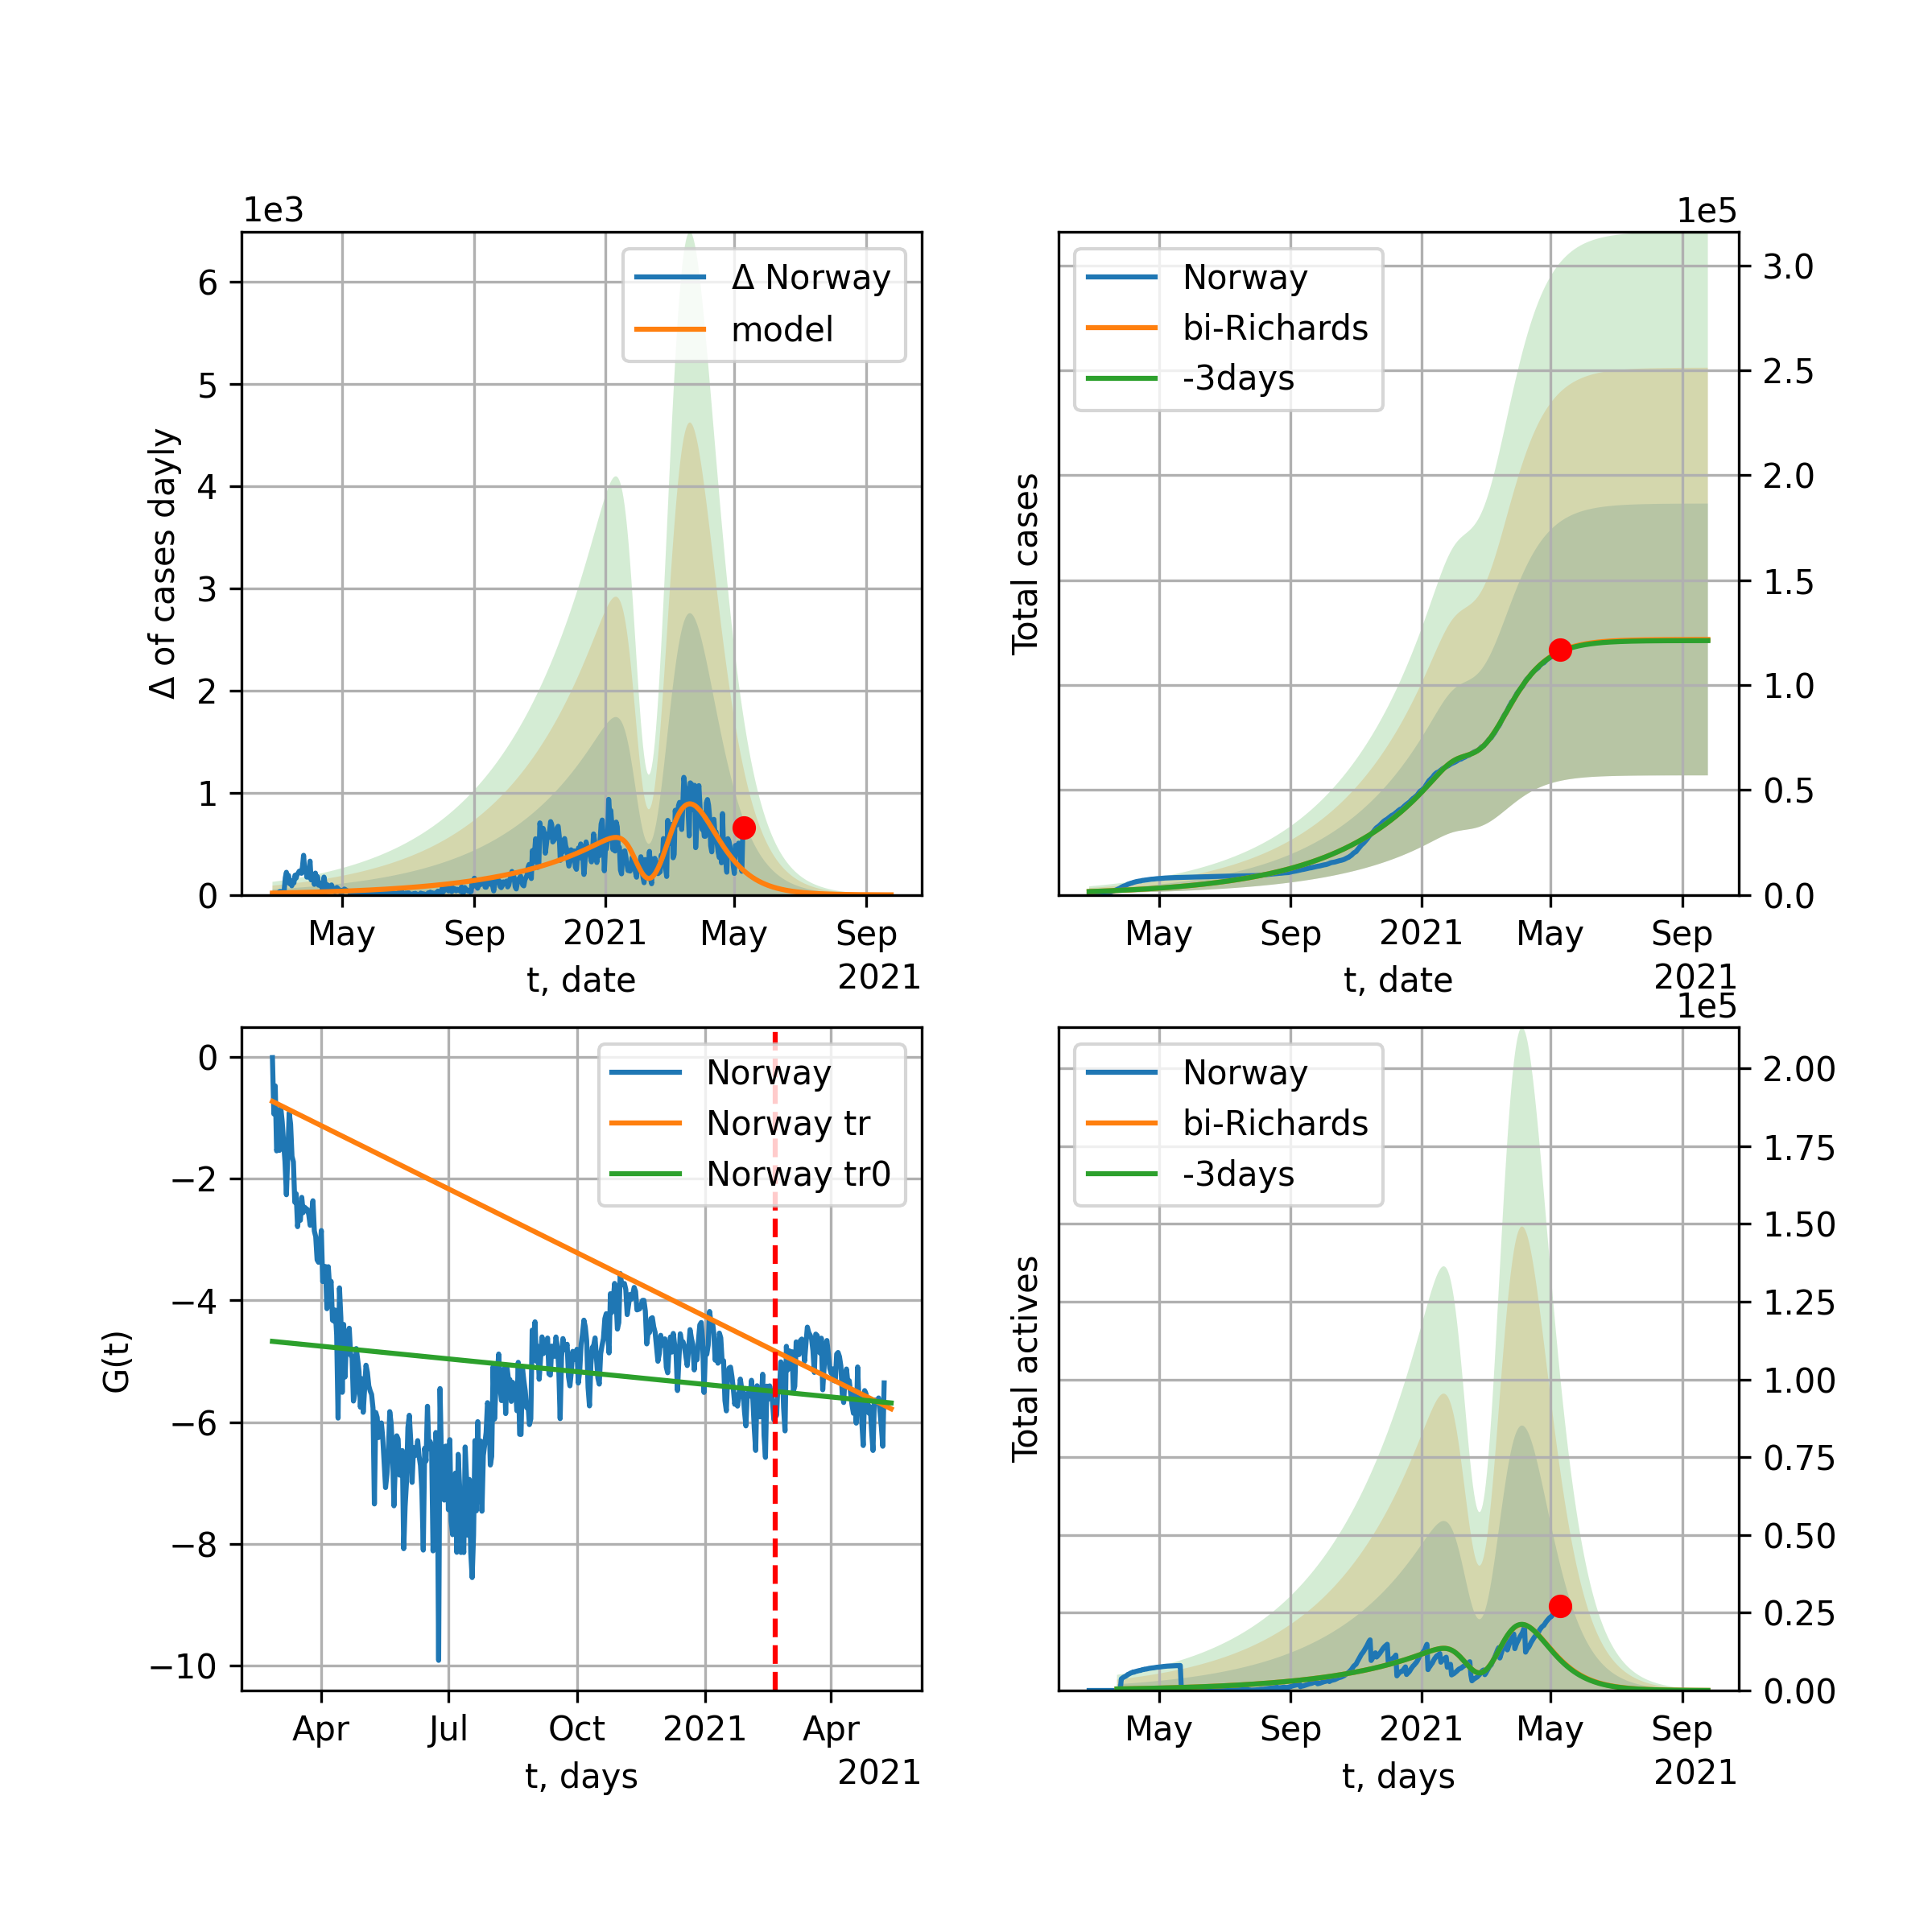 1e3
Δ Norway
model
6
5
4
3
2
1
0
Δ of cases dayly
May
Sep
2021
May
Sep
t, date
2021
1e5
Norway
bi-Richards
-3days
3.0
2.5
2.0
1.5
1.0
0.5
0.0
Total cases
May
Sep
2021
May
Sep
t, date
2021
Norway
Norway tr
Norway tr0
0
−2
−4
−6
−8
−10
G(t)
Apr
Jul
Oct
2021
Apr
t, days
2021
1e5
Norway
bi-Richards
-3days
2.00
1.75
1.50
1.25
1.00
0.75
0.50
0.25
0.00
Total actives
May
Sep
2021
May
Sep
t, days
2021